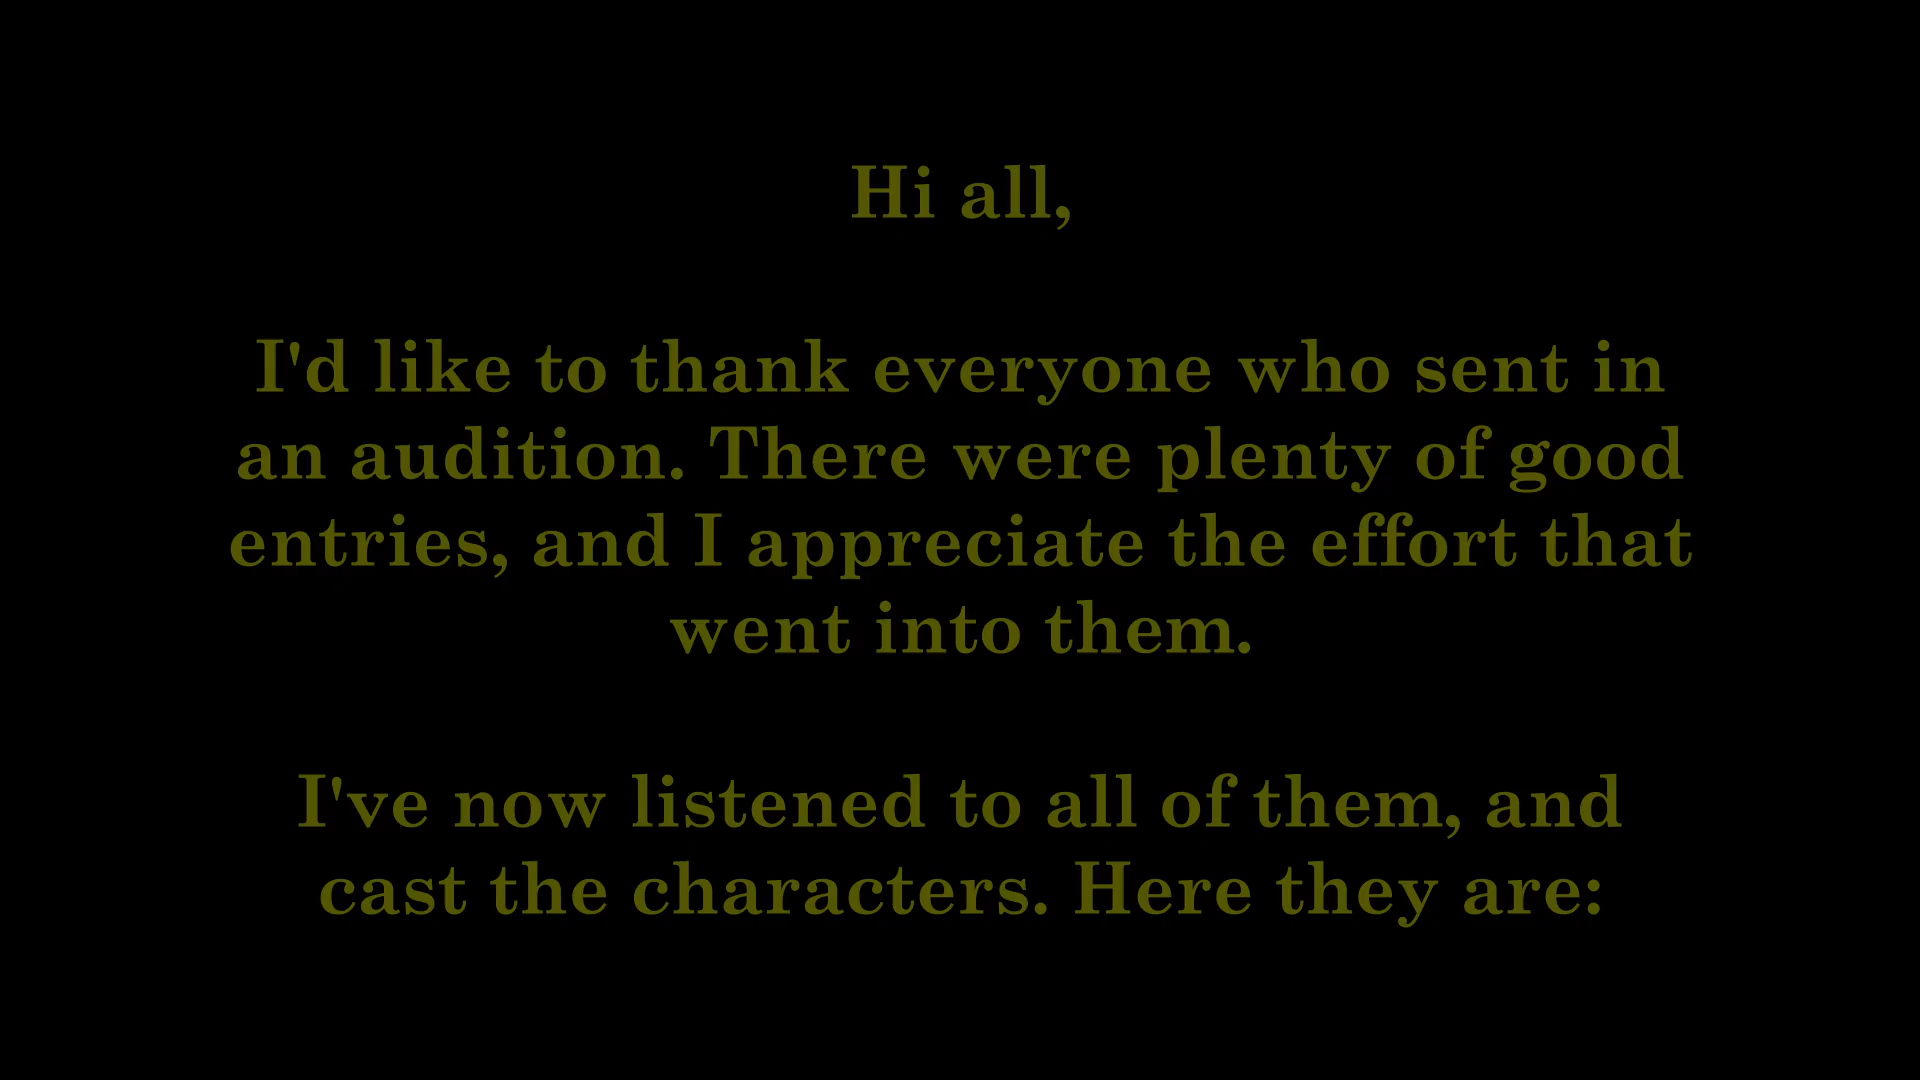 Hi all,
I'd like to thank everyone who sent in
an audition. There were plenty of good
entries, and I appreciate the effort that
went into them.
I've now listened to all of them, and
cast the characters. Here they are: